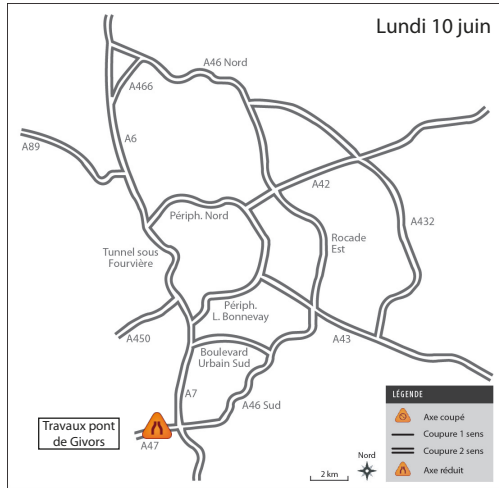 Lundi 10 juin
A46 Nord
A466
A6
A89
A42
Périph. Nord
A432
Rocade
Est
Tunnel sous
Fourvière
Périph.
L. Bonnevay
A450
A43
Boulevard
Urbain Sud
A7
A46 Sud
Travaux pont
de Givors
A47
Nord
2 km
LÉGENDE
Axe coupé
Coupure 1 sens
Coupure 2 sens
Axe réduit